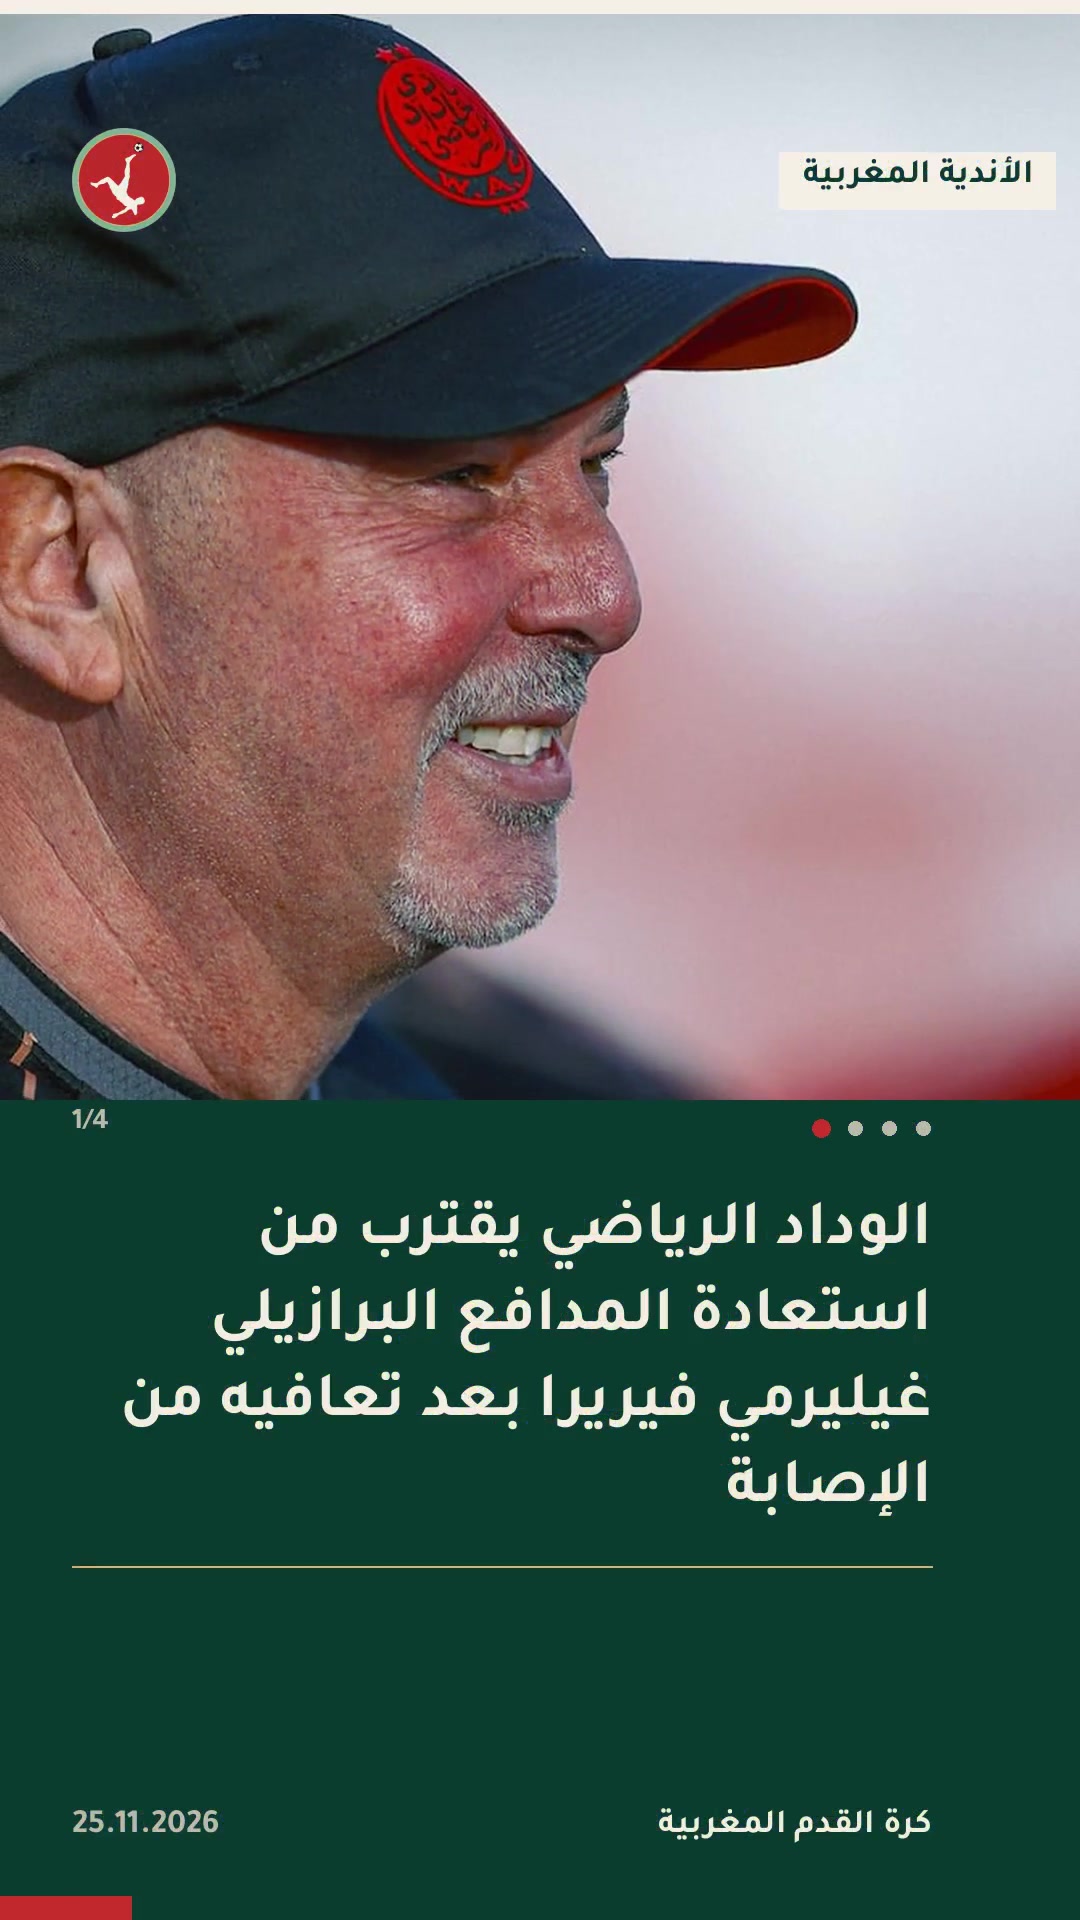 W.A.C
الأندية المغربية
1/4
الوداد الرياضي يقترب من
استعادة المدافع البرازيلي
غيليرمي فيريرا بعد تعافيه من
الإصابة
25.11.2026
كرة القدم المغربية